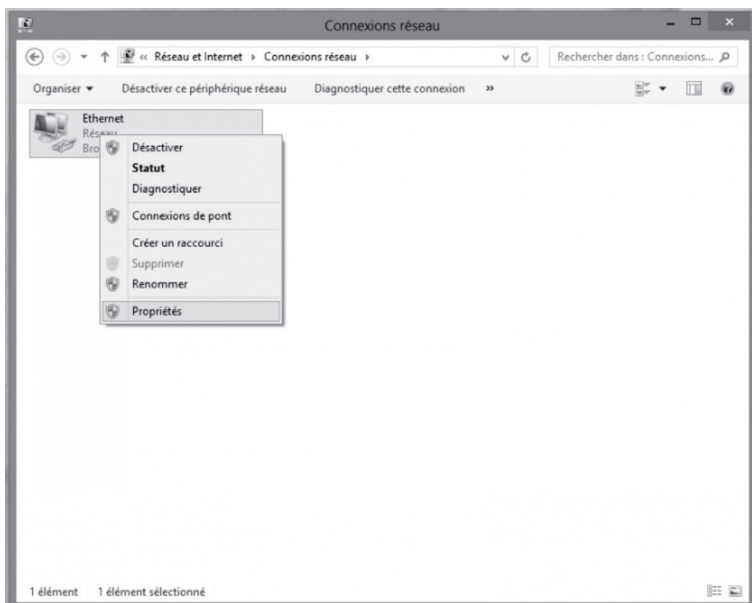 Connexions réseau
« Réseau et Internet Connexions réseau
Rechercher dans : Connexions...
Organiser Désactiver ce périphérique réseau Diagnostiquer cette connexion »
Ethernet
Réseau
Bro
Désactiver
Statut
Diagnostiquer
Connexions de pont
Créer un raccourci
Supprimer
Renommer
Propriétés
1 élément 1 élément sélectionné